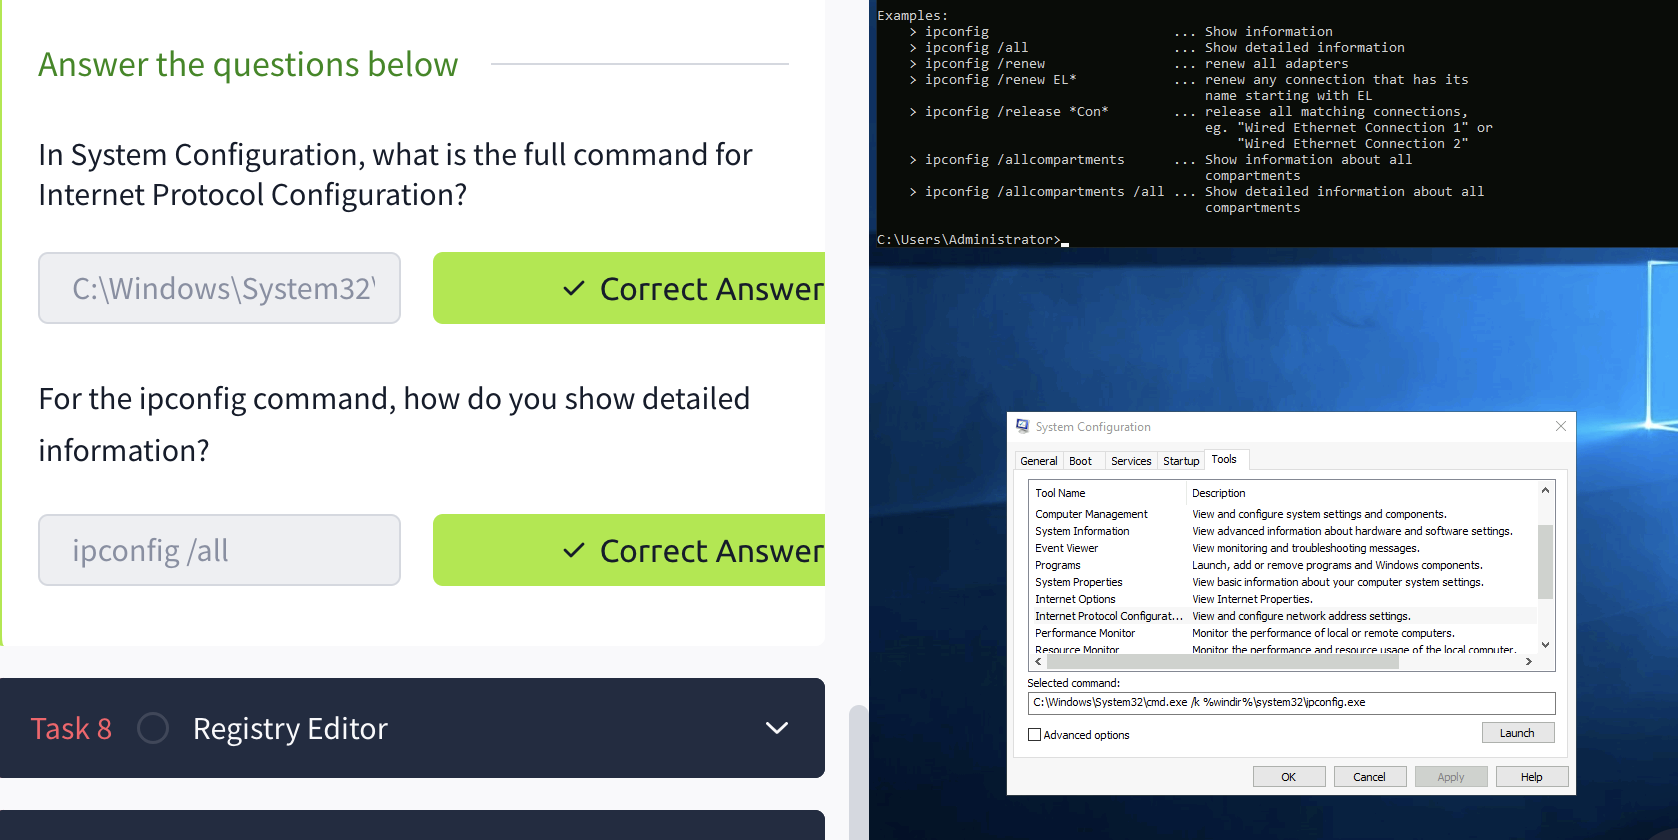 Answer the questions below
In System Configuration, what is the full command for
Internet Protocol Configuration?
C:\Windows\System32\
✓ Correct Answer
For the ipconfig command, how do you show detailed
information?
ipconfig /all
✓ Correct Answer
Task 8 Registry Editor
Examples:
> ipconfig ... Show information
> ipconfig /all ... Show detailed information
> ipconfig /renew ... renew all adapters
> ipconfig /renew EL* ... renew any connection that has its
name starting with EL
> ipconfig /release *Con* ... release all matching connections,
eg. "Wired Ethernet Connection 1" or
"Wired Ethernet Connection 2"
> ipconfig /allcompartments ... Show information about all
compartments
> ipconfig /allcompartments /all ... Show detailed information about all
compartments
C:\Users\Administrator>
System Configuration
General Boot Services Startup Tools
Tool Name Description
Computer Management View and configure system settings and components.
System Information View advanced information about hardware and software settings.
Event Viewer View monitoring and troubleshooting messages.
Programs Launch, add or remove programs and Windows components.
System Properties View basic information about your computer system settings.
Internet Options View Internet Properties.
Internet Protocol Configurat... View and configure network address settings.
Performance Monitor Monitor the performance of local or remote computers.
Resource Monitor Monitor the performance and resource usage of the local computer.
Selected command:
C:\Windows\System32\cmd.exe /k %windir%\system32\ipconfig.exe
Advanced options
Launch
OK Cancel Apply Help